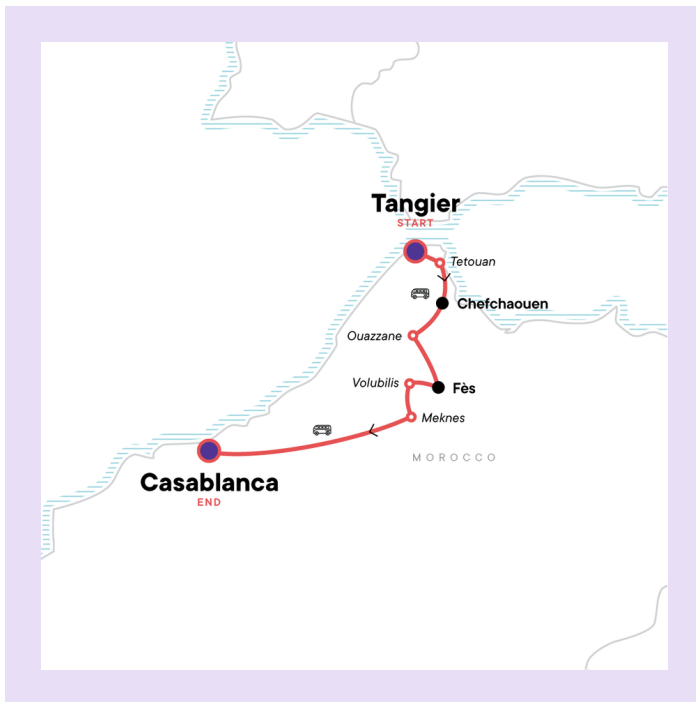 Tangier
START
Tetouan
Chefchaouen
Ouazzane
Volubilis
Fès
Meknes
MOROCCO
Casablanca
END